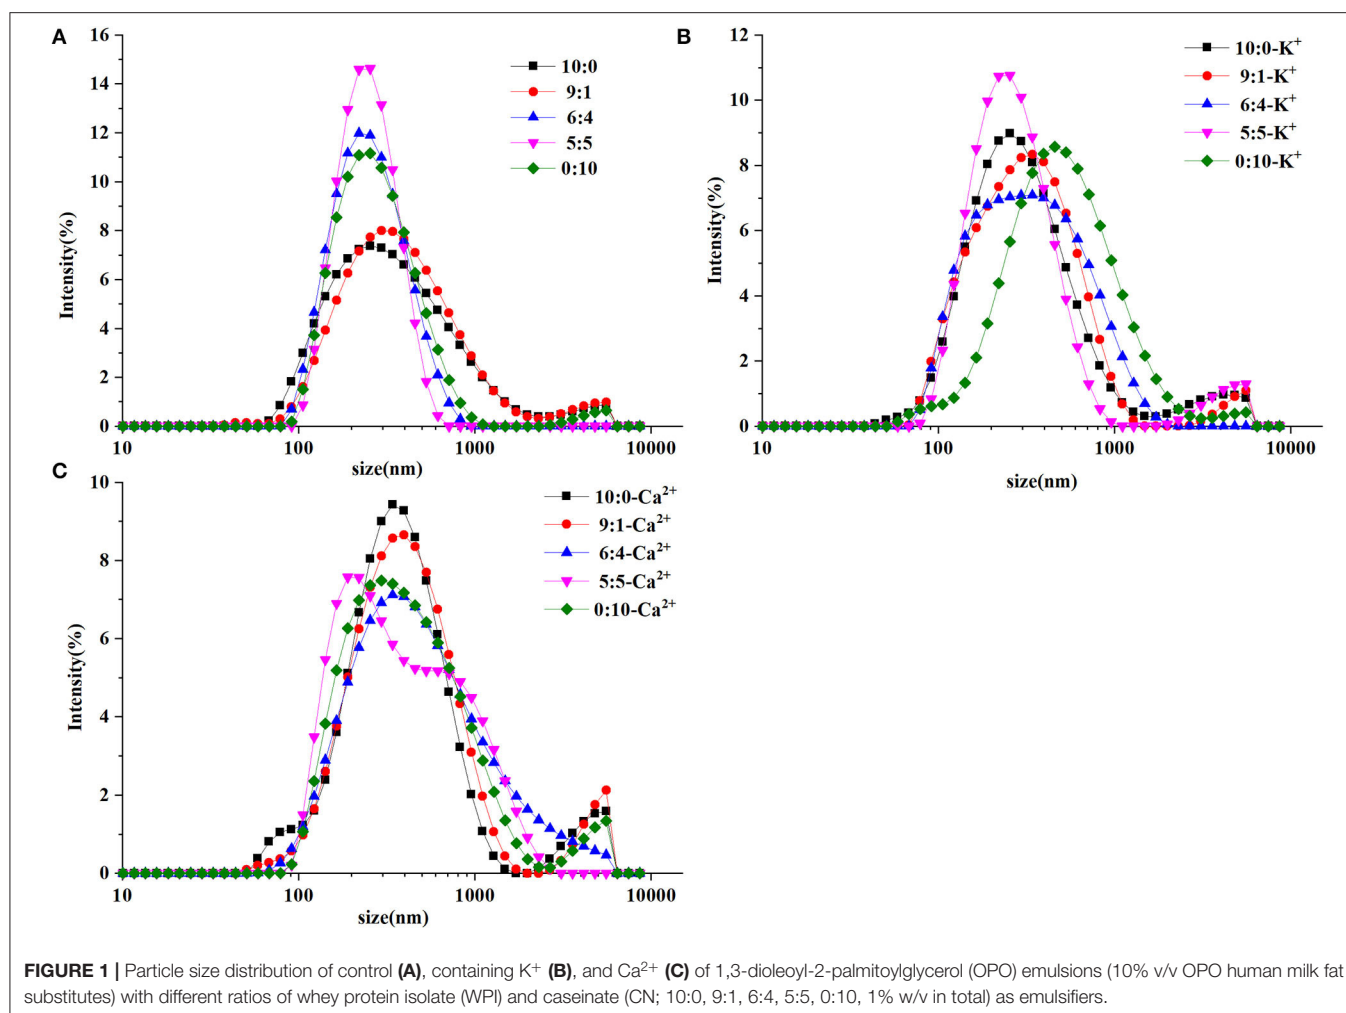 A
16
14
12
10
8
6
4
2
0
Intensity(%)
10:0
9:1
6:4
5:5
0:10
10
100
1000
10000
size(nm)
B
12
10
8
6
4
2
0
Intensity(%)
10:0-K⁺
9:1-K⁺
6:4-K⁺
5:5-K⁺
0:10-K⁺
10
100
1000
10000
size(nm)
C
10
8
6
4
2
0
Intensity(%)
10:0-Ca²⁺
9:1-Ca²⁺
6:4-Ca²⁺
5:5-Ca²⁺
0:10-Ca²⁺
10
100
1000
10000
size(nm)
FIGURE 1 | Particle size distribution of control (A), containing K⁺ (B), and Ca²⁺ (C) of 1,3-dioleoyl-2-palmitoylglycerol (OPO) emulsions (10% v/v OPO human milk fat
substitutes) with different ratios of whey protein isolate (WPI) and caseinate (CN; 10:0, 9:1, 6:4, 5:5, 0:10, 1% w/v in total) as emulsifiers.